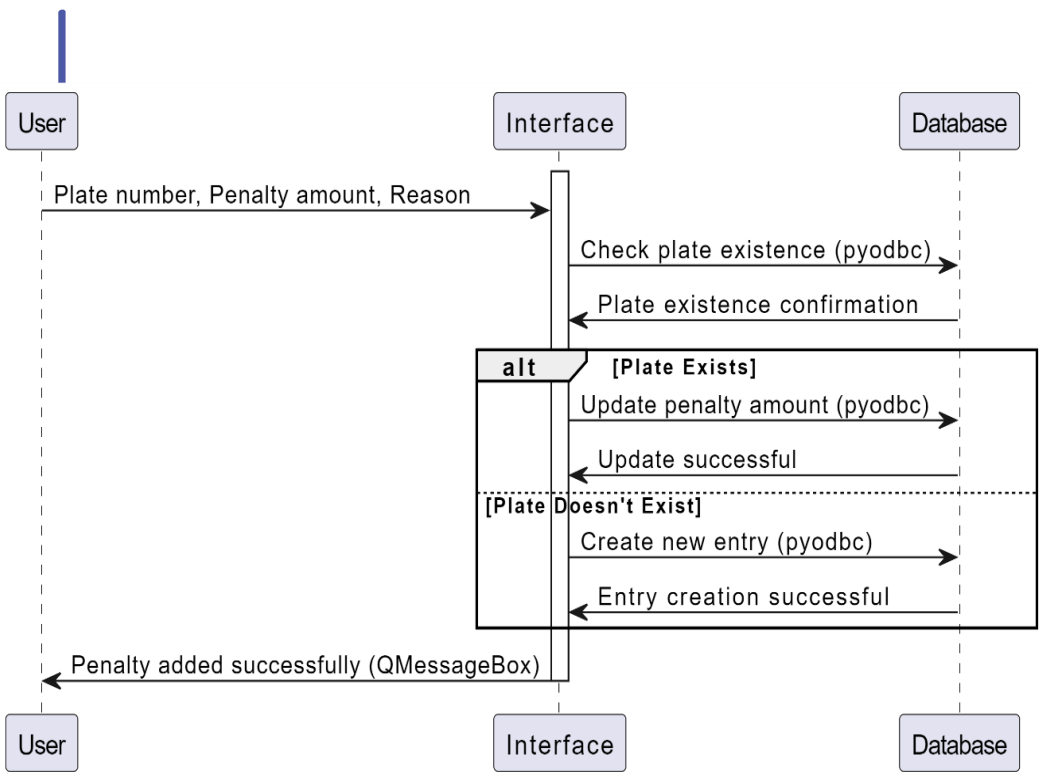 User Interface Database
Plate number, Penalty amount, Reason
Check plate existence (pyodbc)
Plate existence confirmation
alt [Plate Exists]
Update penalty amount (pyodbc)
Update successful
[Plate Doesn't Exist]
Create new entry (pyodbc)
Entry creation successful
Penalty added successfully (QMessageBox)
User Interface Database